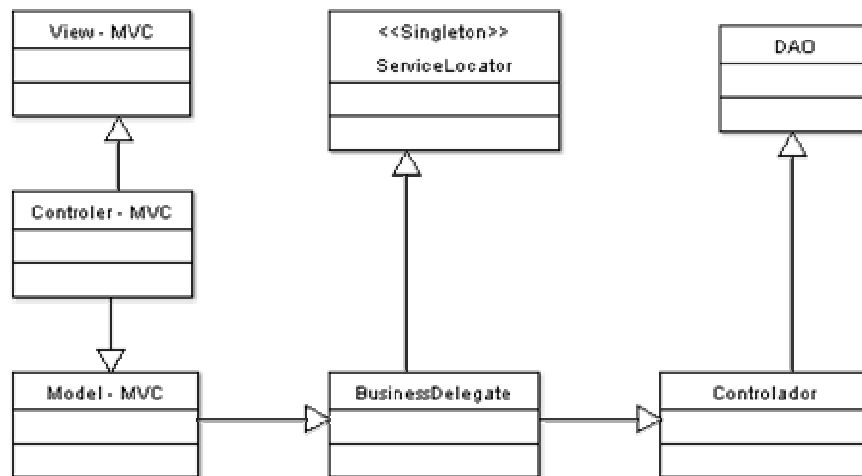 View - MVC
<<Singleton>>
ServiceLocator
DAO
Controler - MVC
Model - MVC
BusinessDelegate
Controlador